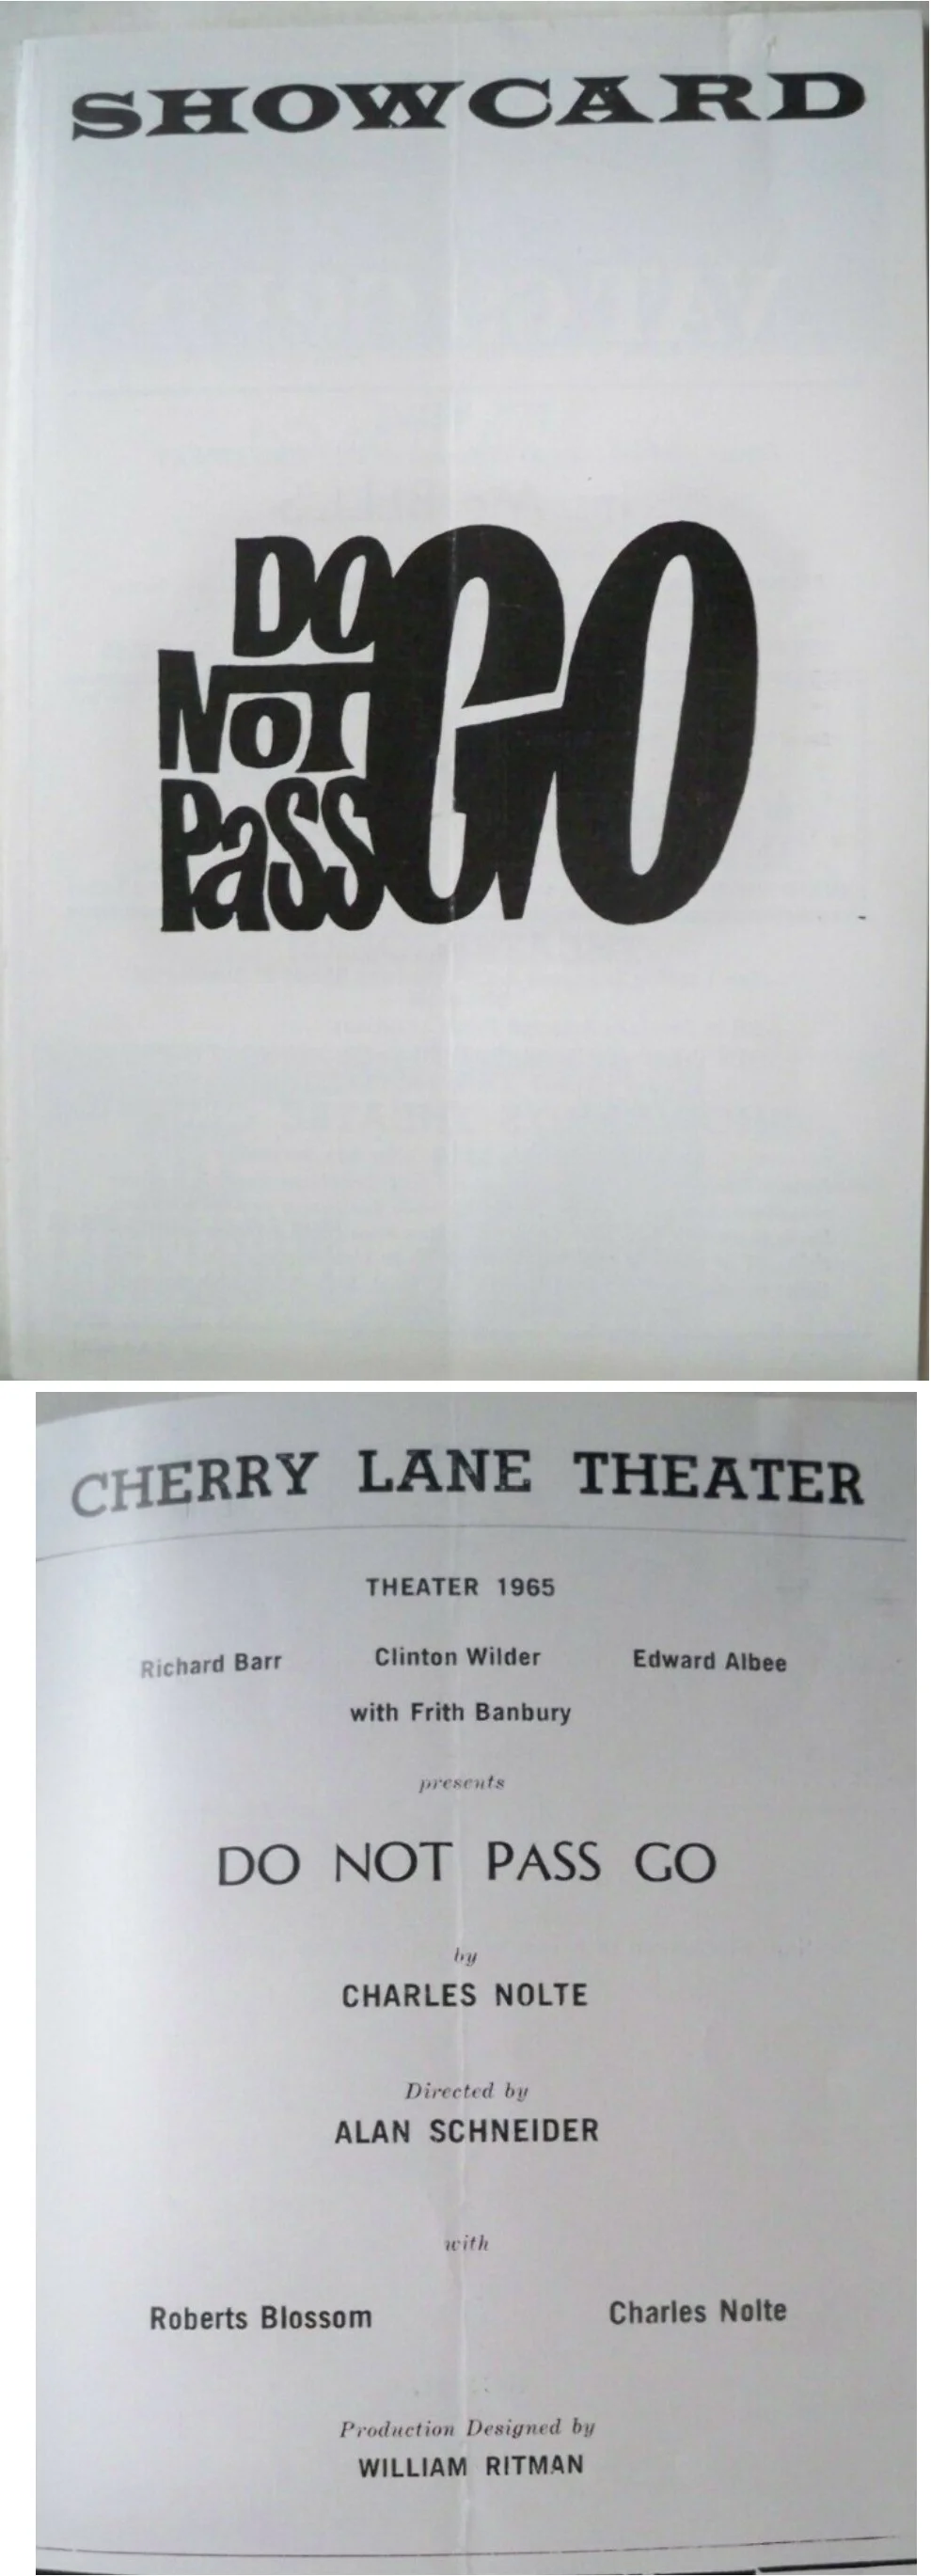 SHOWCARD
DO
NOT
PASS GO
CHERRY LANE THEATER
THEATER 1965
Richard Barr Clinton Wilder Edward Albee
with Frith Banbury
presents
DO NOT PASS GO
by
CHARLES NOLTE
Directed by
ALAN SCHNEIDER
with
Roberts Blossom Charles Nolte
Production Designed by
WILLIAM RITMAN